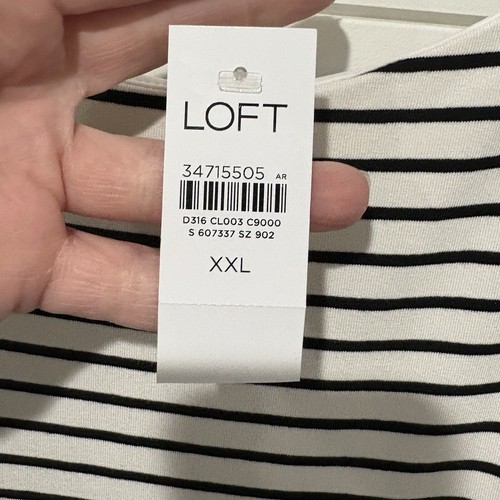 LOFT
34715505 AR
D316 CL003 C9000
S 607337 SZ 902
XXL